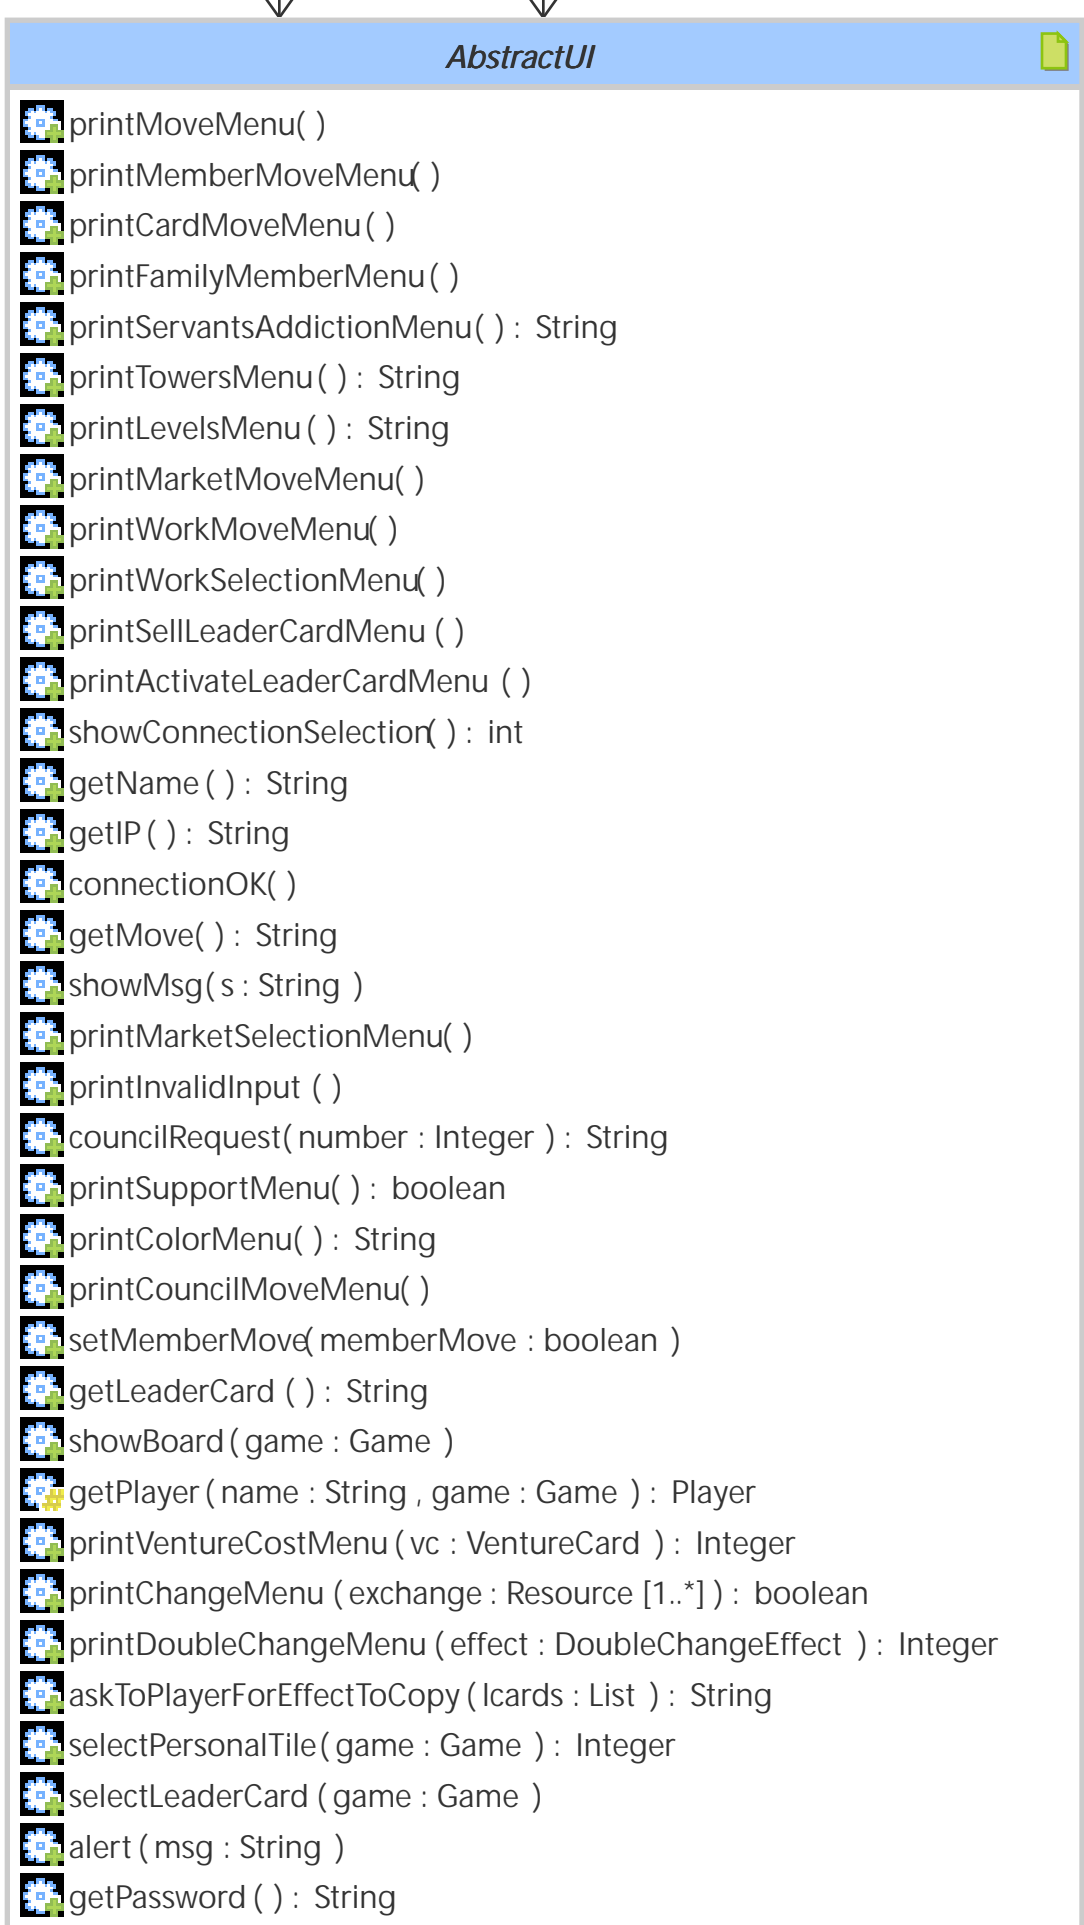 AbstractUI
printMoveMenu( )
printMemberMoveMenu( )
printCardMoveMenu ( )
printFamilyMemberMenu ( )
printServantsAddictionMenu ( ) : String
printTowersMenu ( ) : String
printLevelsMenu ( ) : String
printMarketMoveMenu( )
printWorkMoveMenu( )
printWorkSelectionMenu( )
printSellLeaderCardMenu ( )
printActivateLeaderCardMenu ( )
showConnectionSelection( ) : int
getName ( ) : String
getIP ( ) : String
connectionOK( )
getMove( ) : String
showMsg( s : String )
printMarketSelectionMenu( )
printInvalidInput ( )
councilRequest( number : Integer ) : String
printSupportMenu( ) : boolean
printColorMenu( ) : String
printCouncilMoveMenu( )
setMemberMove( memberMove : boolean )
getLeaderCard ( ) : String
showBoard ( game : Game )
# getPlayer ( name : String , game : Game ) : Player
printVentureCostMenu ( vc : VentureCard ) : Integer
printChangeMenu ( exchange : Resource [1..*] ) : boolean
printDoubleChangeMenu ( effect : DoubleChangeEffect ) : Integer
askToPlayerForEffectToCopy ( lcards : List ) : String
selectPersonalTile ( game : Game ) : Integer
selectLeaderCard ( game : Game )
alert ( msg : String )
getPassword ( ) : String